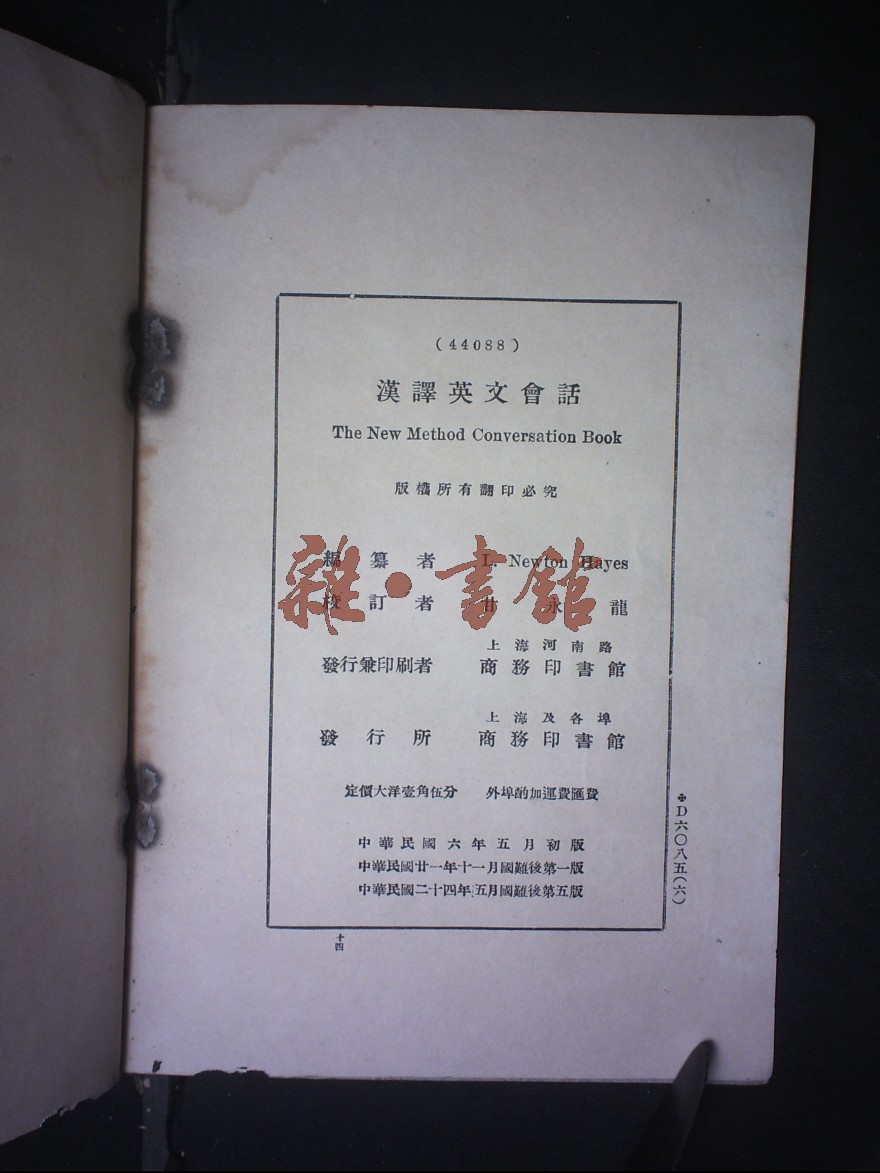 (44088)
漢譯英文會話
The New Method Conversation Book
版權所有翻印必究
編纂者 L. Newton Hayes
校訂者 甘永龍
上海河南路
發行兼印刷者 商務印書館
上海及各埠
發行所 商務印書館
定價大洋壹角伍分 外埠酌加運費匯費
中華民國六年五月初版
中華民國廿一年十一月國難後第一版
中華民國二十四年五月國難後第五版
十四
D六〇八五(六)
雜·書館